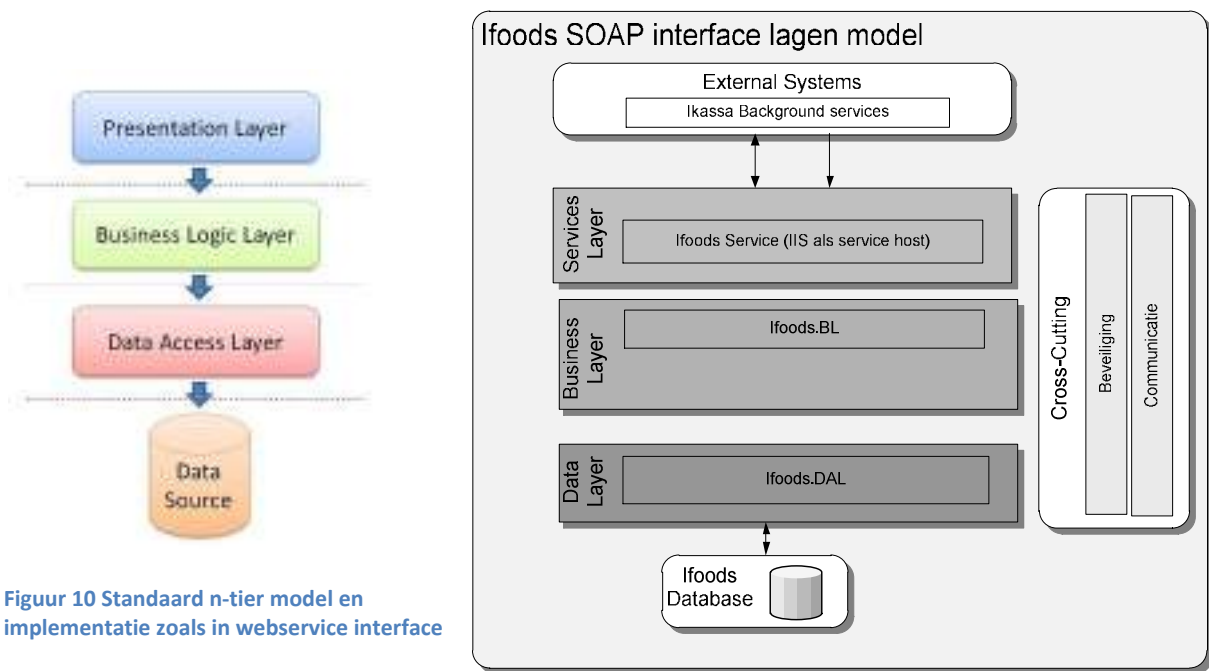 Presentation Layer
Business Logic Layer
Data Access Layer
Data
Source
Figuur 10 Standaard n-tier model en
implementatie zoals in webservice interface
Ifoods SOAP interface lagen model
External Systems
Ikassa Background services
Services
Layer
Ifoods Service (IIS als service host)
Business
Layer
Ifoods.BL
Data
Layer
Ifoods.DAL
Ifoods
Database
Cross-Cutting
Beveiliging
Communicatie